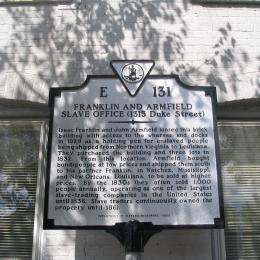 E 131
FRANKLIN AND ARMFIELD
SLAVE OFFICE (1315 Duke Street)
Isaac Franklin and John Armfield leased this brick
building with access to the wharves and docks
in 1828 as a holding pen for enslaved people
being shipped from Northern Virginia to Louisiana.
They purchased the building and three lots in
1832. From this location Armfield bought
bondspeople at low prices and shipped them south
to his partner Franklin, in Natchez, Mississippi,
and New Orleans, Louisiana, to be sold at higher
prices. By the 1830s they often sold 1,000
people annually, operating as one of the largest
slave-trading companies in the United States
until 1836. Slave traders continuously owned the
property until 1861.
DEPARTMENT OF HISTORIC RESOURCES, 2005